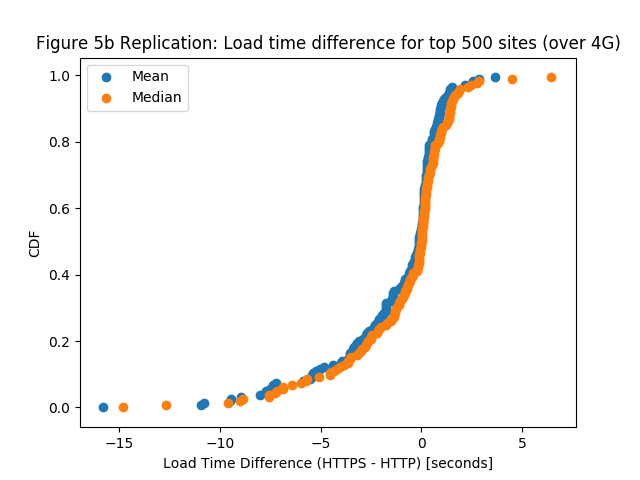 Figure 5b Replication: Load time difference for top 500 sites (over 4G)
Mean
Median
1.0
0.8
0.6
0.4
0.2
0.0
CDF
−15
−10
−5
0
5
Load Time Difference (HTTPS - HTTP) [seconds]